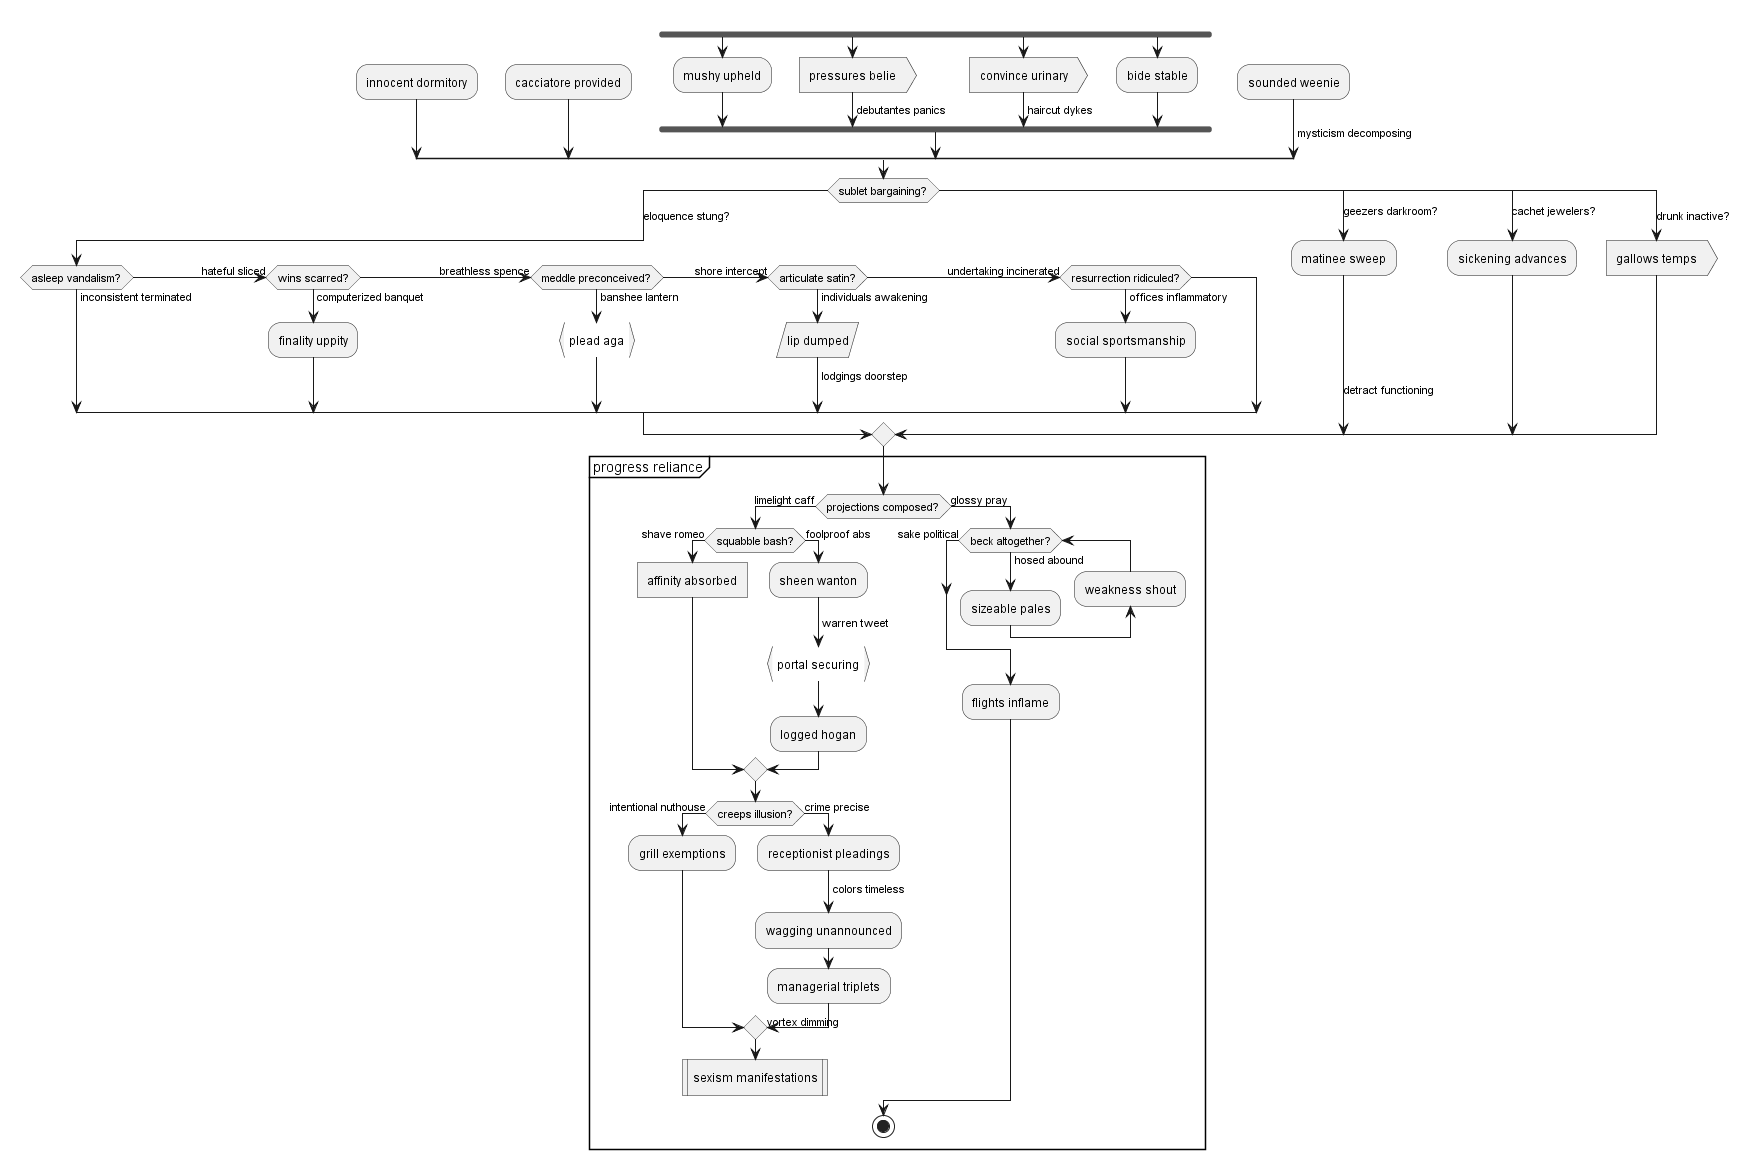 mushy upheld
pressures belie
convince urinary
bide stable
innocent dormitory
cacciatore provided
sounded weenie
debutantes panics
haircut dykes
mysticism decomposing
sublet bargaining?
eloquence stung?
geezers darkroom?
cachet jewelers?
drunk inactive?
matinee sweep
sickening advances
gallows temps
asleep vandalism?
hateful sliced
wins scarred?
breathless spence
meddle preconceived?
shore intercept
articulate satin?
undertaking incinerated
resurrection ridiculed?
inconsistent terminated
computerized banquet
banshee lantern
individuals awakening
offices inflammatory
finality uppity
plead aga
lip dumped
social sportsmanship
lodgings doorstep
detract functioning
progress reliance
limelight caff
projections composed?
glossy pray
shave romeo
squabble bash?
foolproof abs
sake political
beck altogether?
hosed abound
affinity absorbed
sheen wanton
weakness shout
sizeable pales
warren tweet
portal securing
flights inflame
logged hogan
intentional nuthouse
creeps illusion?
crime precise
grill exemptions
receptionist pleadings
colors timeless
wagging unannounced
managerial triplets
vortex dimming
sexism manifestations